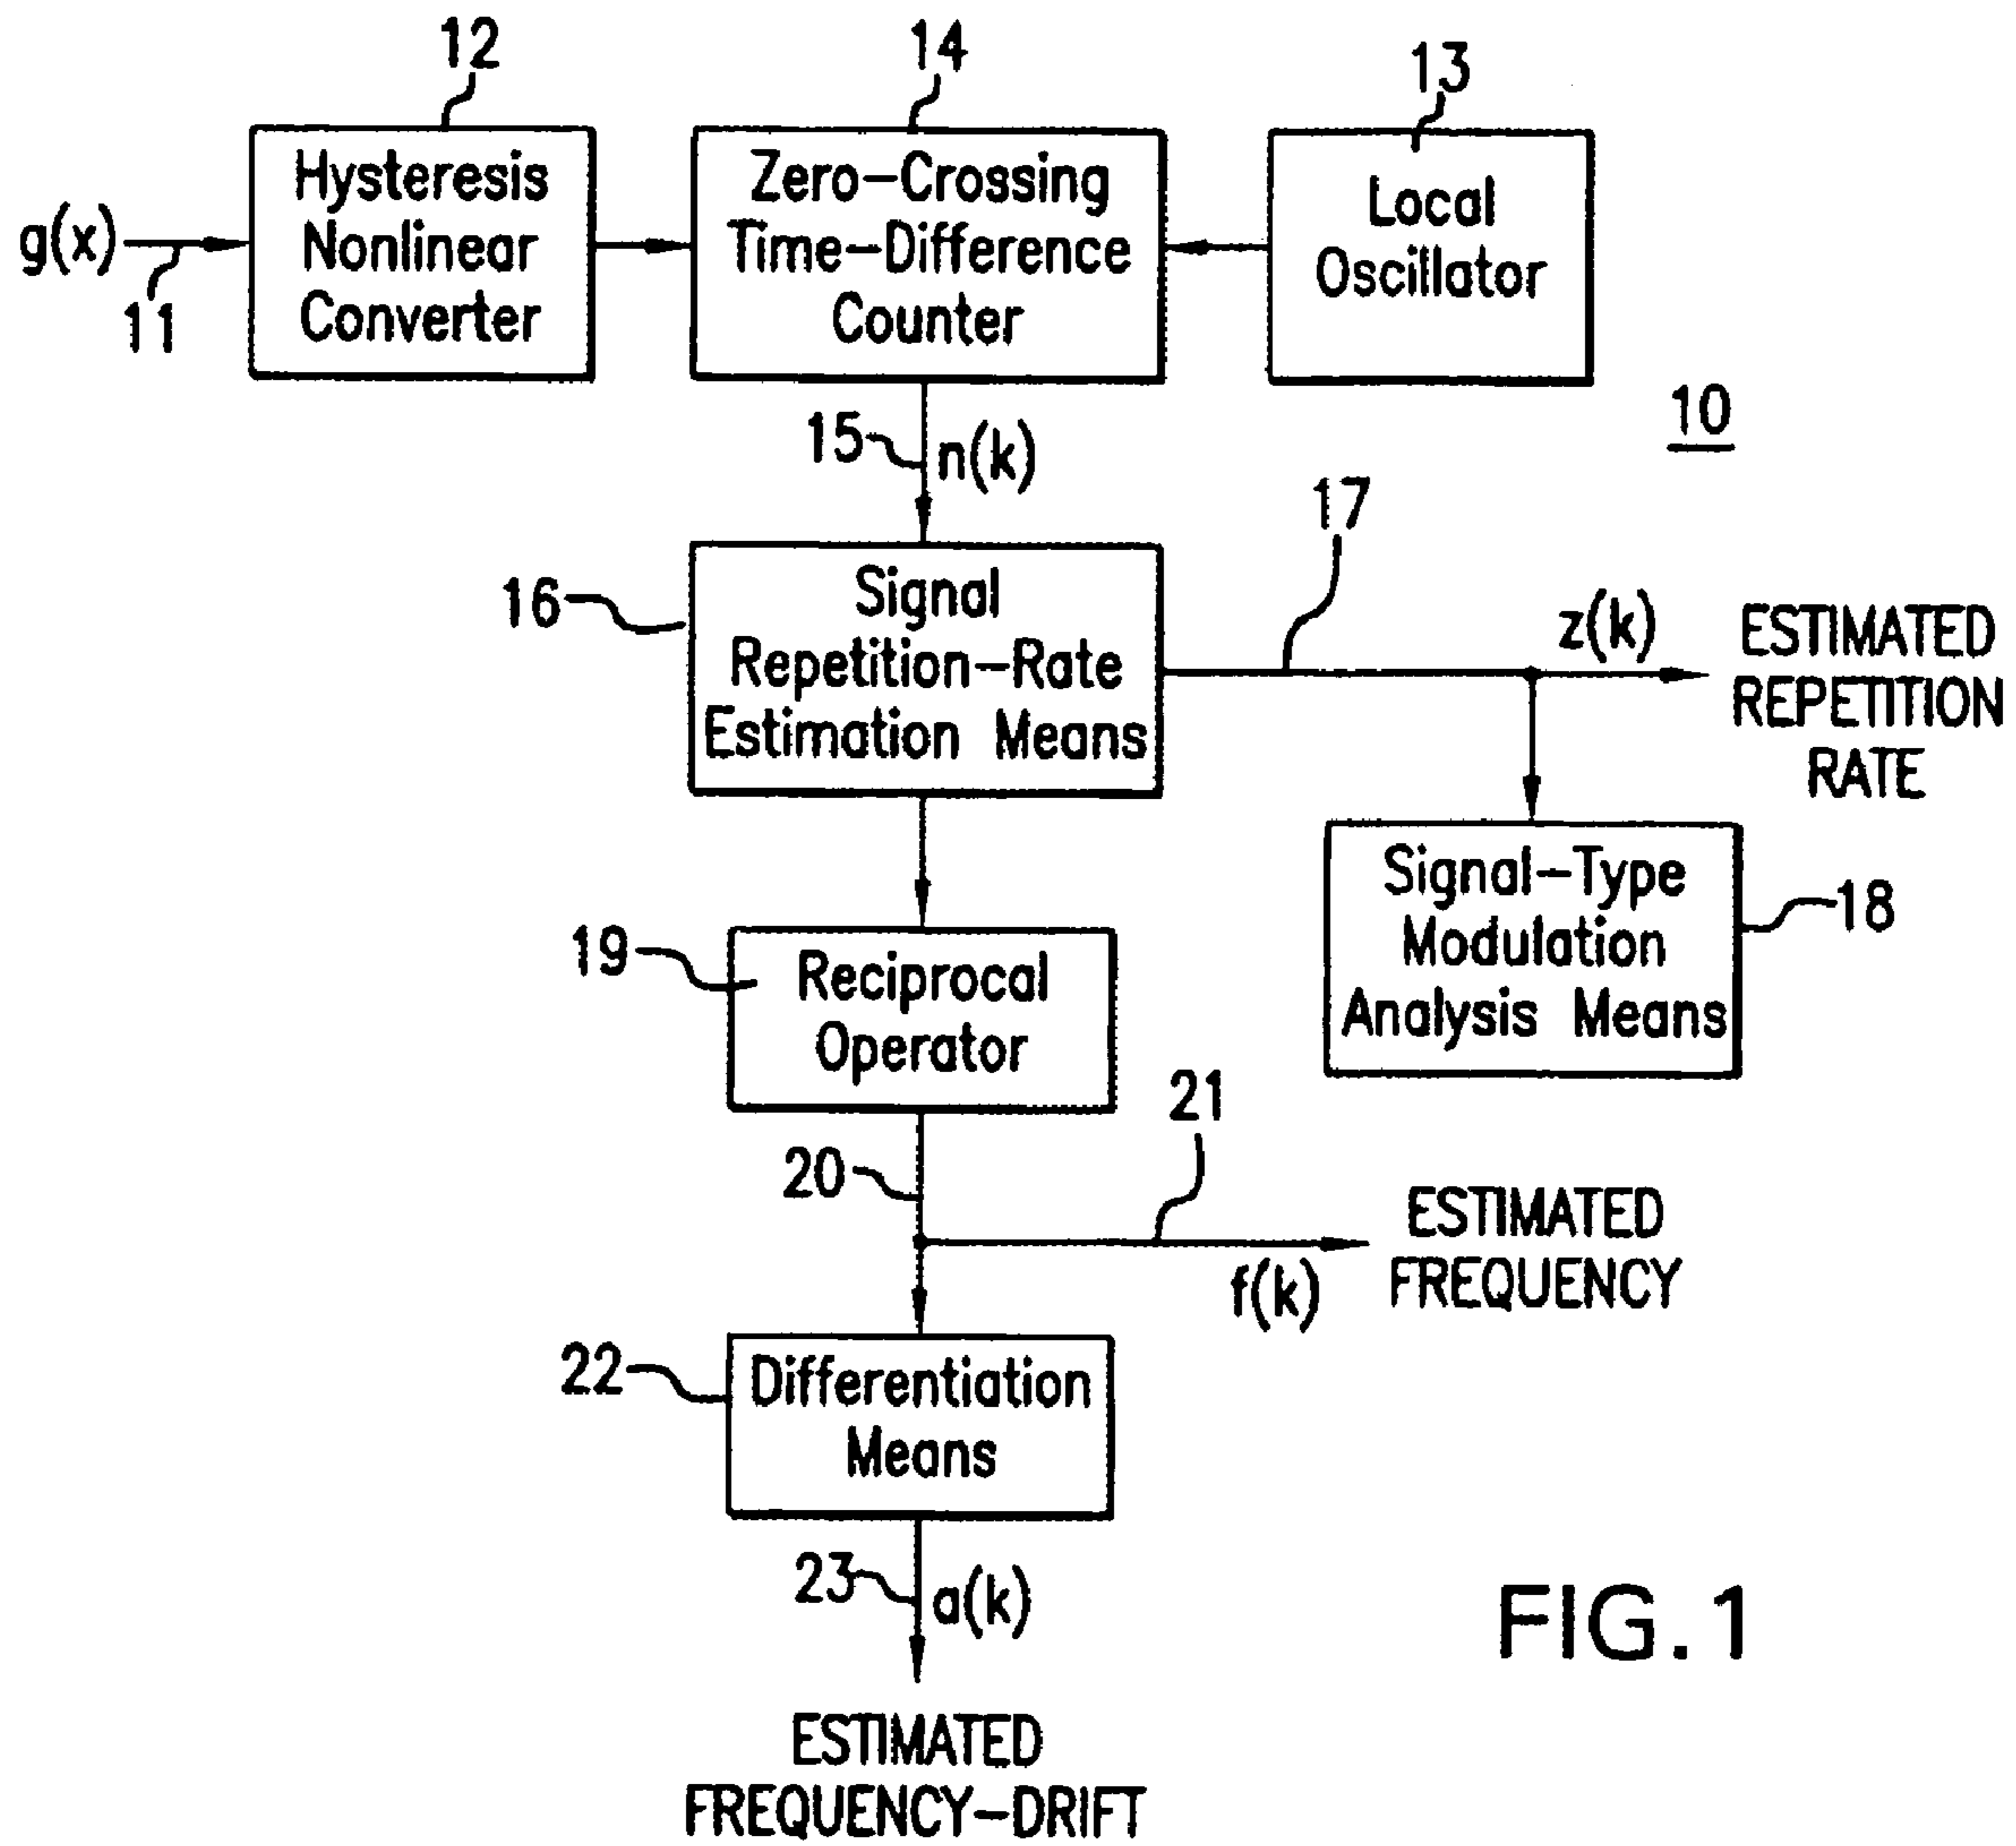 12
14
13
Hysteresis
Nonlinear
Converter
Zero-Crossing
Time-Difference
Counter
Local
Oscillator
g(x)
11
10
15
n(k)
17
16
Signal
Repetition-Rate
Estimation Means
z(k)
ESTIMATED
REPETITION
RATE
Signal-Type
Modulation
Analysis Means
18
19
Reciprocal
Operator
21
20
ESTIMATED
FREQUENCY
f(k)
22
Differentiation
Means
23
a(k)
FIG.1
ESTIMATED
FREQUENCY-DRIFT